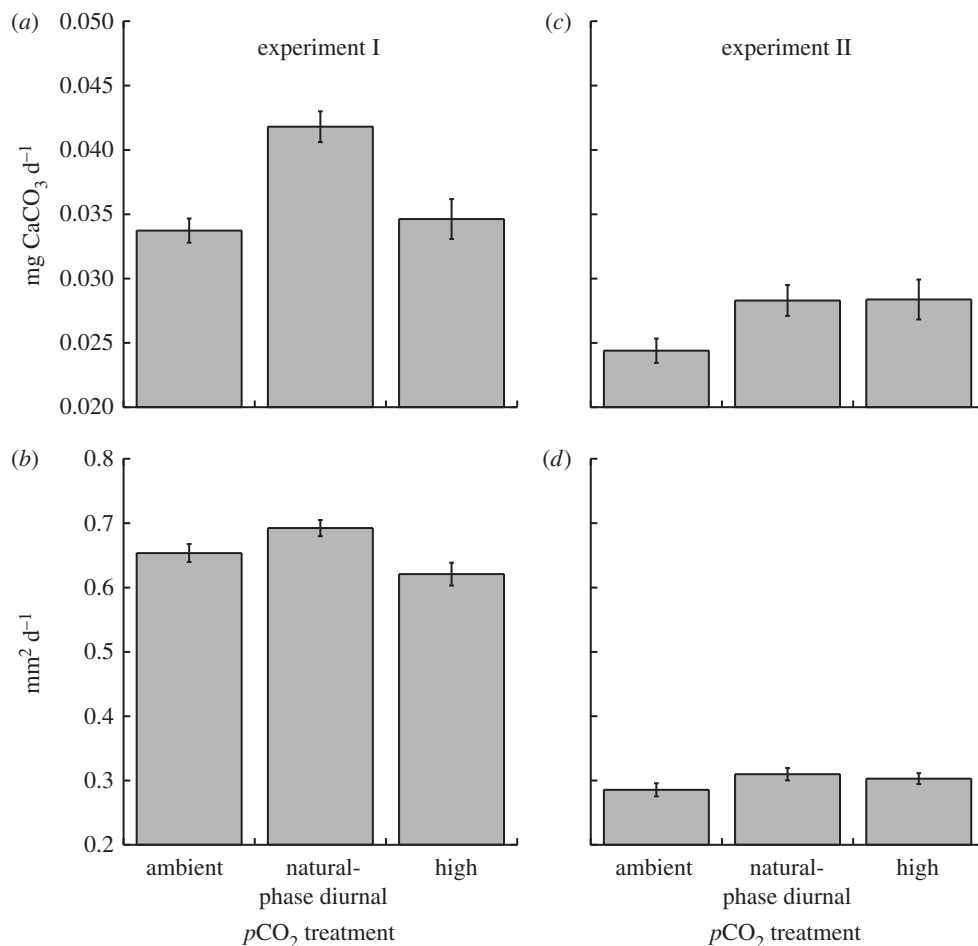 (a)
experiment I
0.050
0.045
0.040
0.035
0.030
0.025
0.020
mg CaCO₃ d⁻¹
(c)
experiment II
(b)
0.8
0.7
0.6
0.5
0.4
0.3
0.2
mm² d⁻¹
ambient
natural-
phase diurnal
high
pCO₂ treatment
(d)
ambient
natural-
phase diurnal
high
pCO₂ treatment